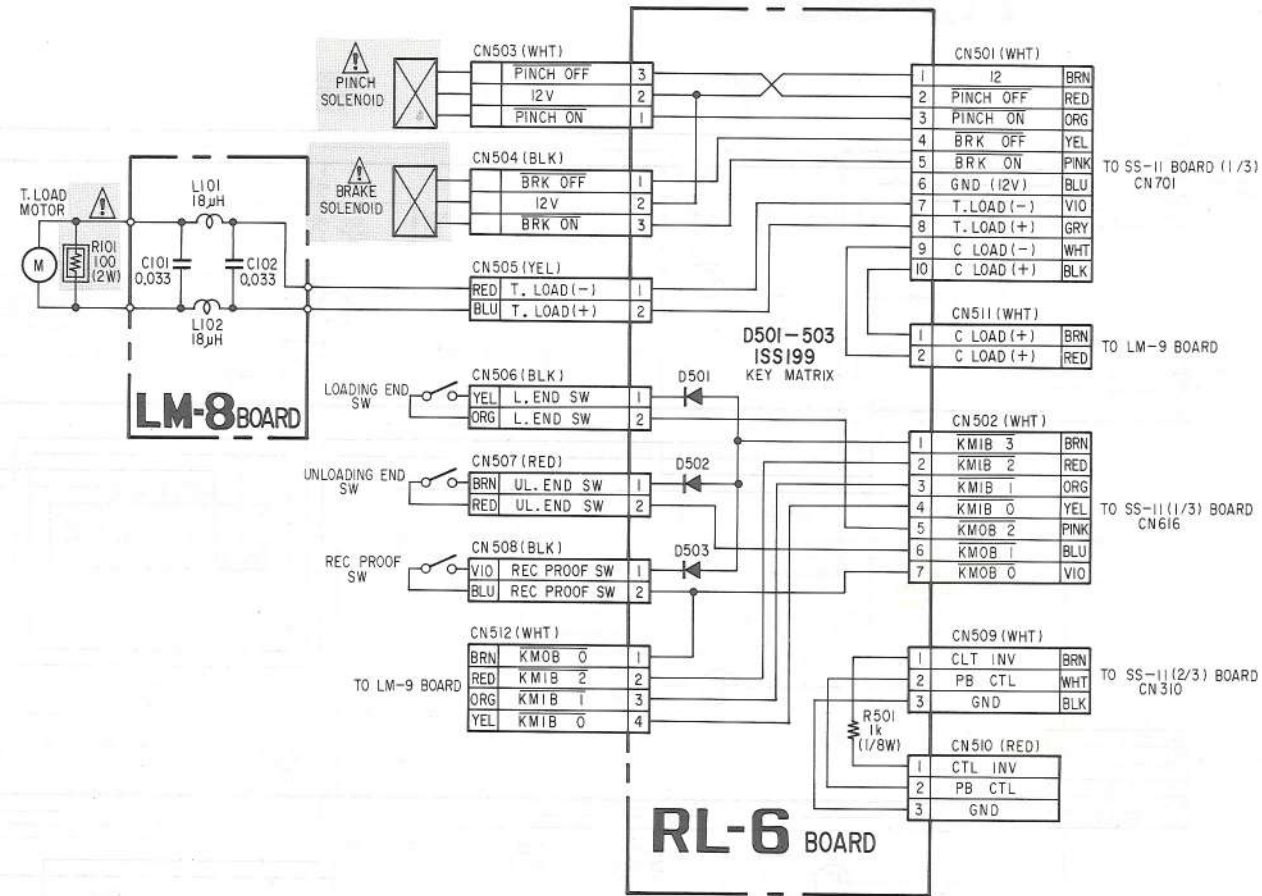 CN503 (WHT)
PINCH SOLENOID
PINCH OFF 3
12V 2
PINCH ON 1
CN504 (BLK)
BRAKE SOLENOID
BRK OFF 1
12V 2
BRK ON 3
T. LOAD MOTOR
M
R101
100
(2W)
L101
18µH
C101
0.033
C102
0.033
L102
18µH
LM-8 BOARD
CN505 (YEL)
RED T. LOAD(-) 1
BLU T. LOAD(+) 2
LOADING END SW
CN506 (BLK)
YEL L. END SW 1
ORG L. END SW 2
UNLOADING END SW
CN507 (RED)
BRN UL. END SW 1
RED UL. END SW 2
REC PROOF SW
CN508 (BLK)
VIO REC PROOF SW 1
BLU REC PROOF SW 2
TO LM-9 BOARD
CN512 (WHT)
BRN KMOB 0 1
RED KMIB 2 2
ORG KMIB 1 3
YEL KMIB 0 4
D501-503
ISS199
KEY MATRIX
D501
D502
D503
CN501 (WHT)
1 12 BRN
2 PINCH OFF RED
3 PINCH ON ORG
4 BRK OFF YEL
5 BRK ON PINK
6 GND (12V) BLU
7 T. LOAD(-) VIO
8 T. LOAD(+) GRY
9 C LOAD(-) WHT
10 C LOAD(+) BLK
TO SS-11 BOARD (1/3)
CN701
CN511 (WHT)
1 C LOAD(+) BRN
2 C LOAD(+) RED
TO LM-9 BOARD
CN502 (WHT)
1 KMIB 3 BRN
2 KMIB 2 RED
3 KMIB 1 ORG
4 KMIB 0 YEL
5 KMOB 2 PINK
6 KMOB 1 BLU
7 KMOB 0 VIO
TO SS-11(1/3) BOARD
CN616
CN509 (WHT)
1 CLT INV BRN
2 PB CTL WHT
3 GND BLK
TO SS-11(2/3) BOARD
CN310
R501
1k
(1/8W)
CN510 (RED)
1 CTL INV
2 PB CTL
3 GND
RL-6 BOARD